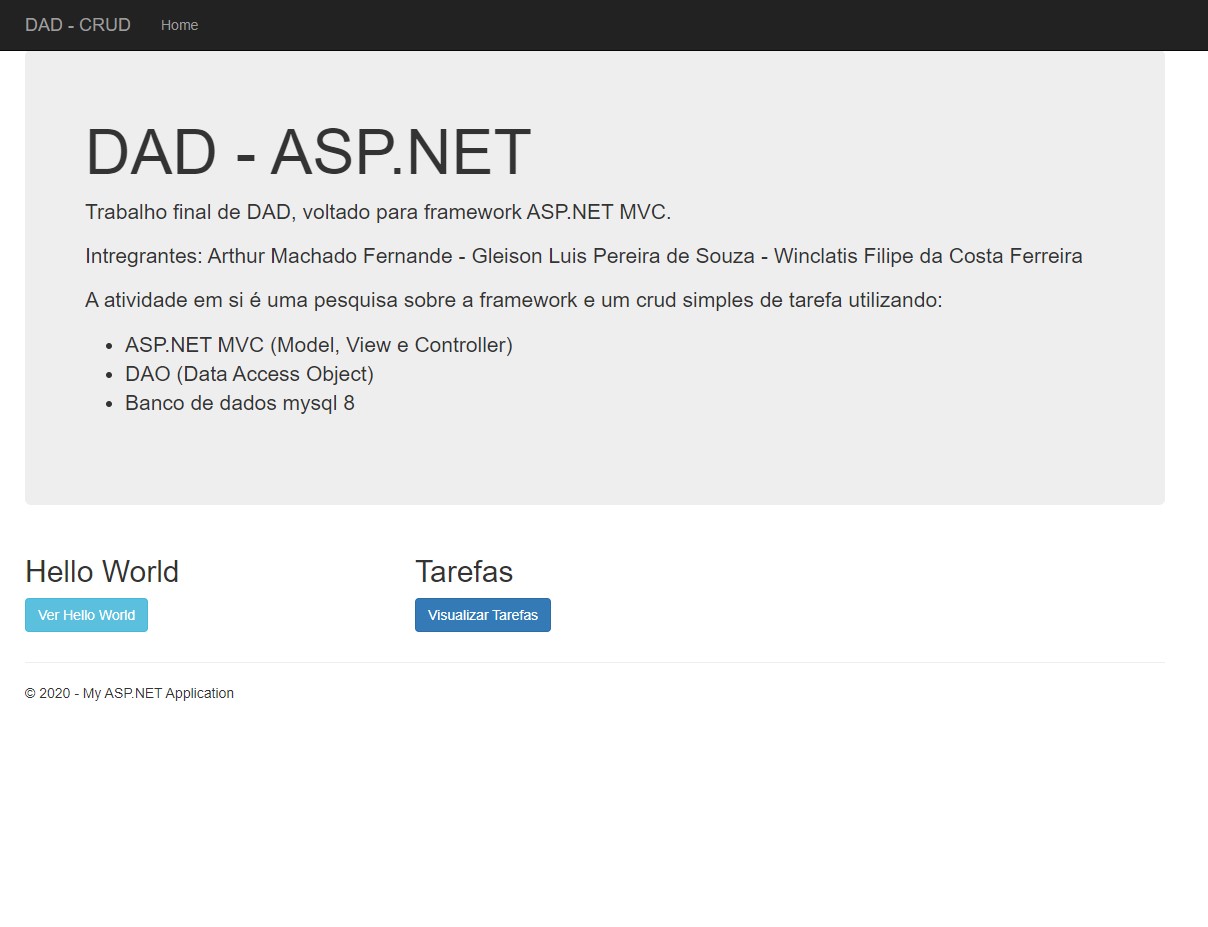 DAD - CRUD Home
DAD - ASP.NET
Trabalho final de DAD, voltado para framework ASP.NET MVC.
Intregrantes: Arthur Machado Fernande - Gleison Luis Pereira de Souza - Winclatis Filipe da Costa Ferreira
A atividade em si é uma pesquisa sobre a framework e um crud simples de tarefa utilizando:
• ASP.NET MVC (Model, View e Controller)
• DAO (Data Access Object)
• Banco de dados mysql 8
Hello World
Ver Hello World
Tarefas
Visualizar Tarefas
© 2020 - My ASP.NET Application